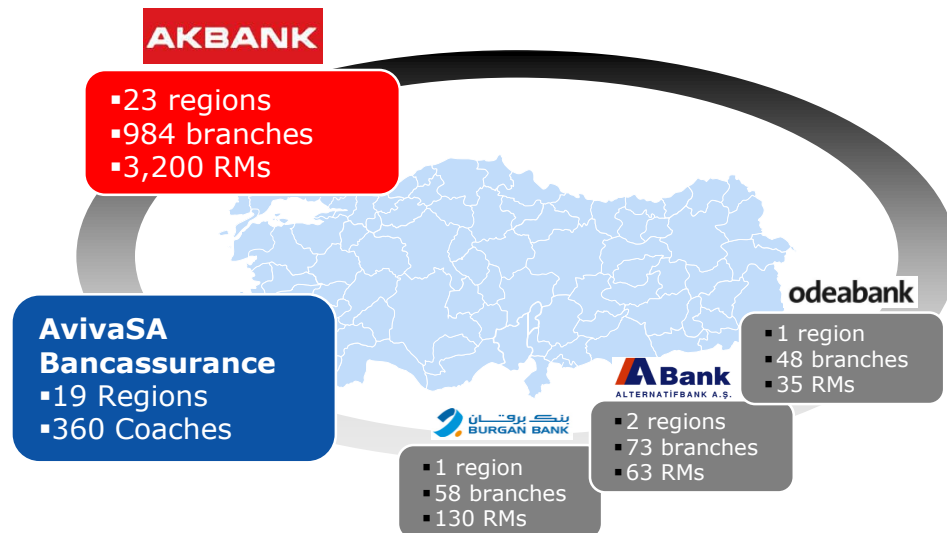 AKBANK
▪23 regions
▪984 branches
▪3,200 RMs
odeabank
▪1 region
▪48 branches
▪35 RMs
AvivaSA
Bancassurance
▪19 Regions
▪360 Coaches
ABank
ALTERNATİFBANK A.Ş.
▪2 regions
▪73 branches
▪63 RMs
بنك برقان
BURGAN BANK
▪1 region
▪58 branches
▪130 RMs